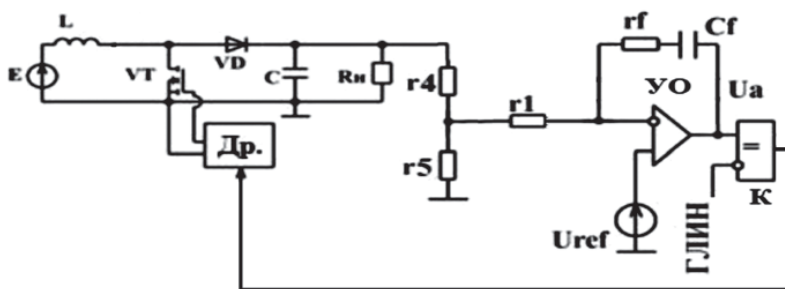 L
E
VT
VD
C
Rн
Др.
r4
r5
r1
rf
Cf
УО
Ua
=
К
Uref
ГЛИН